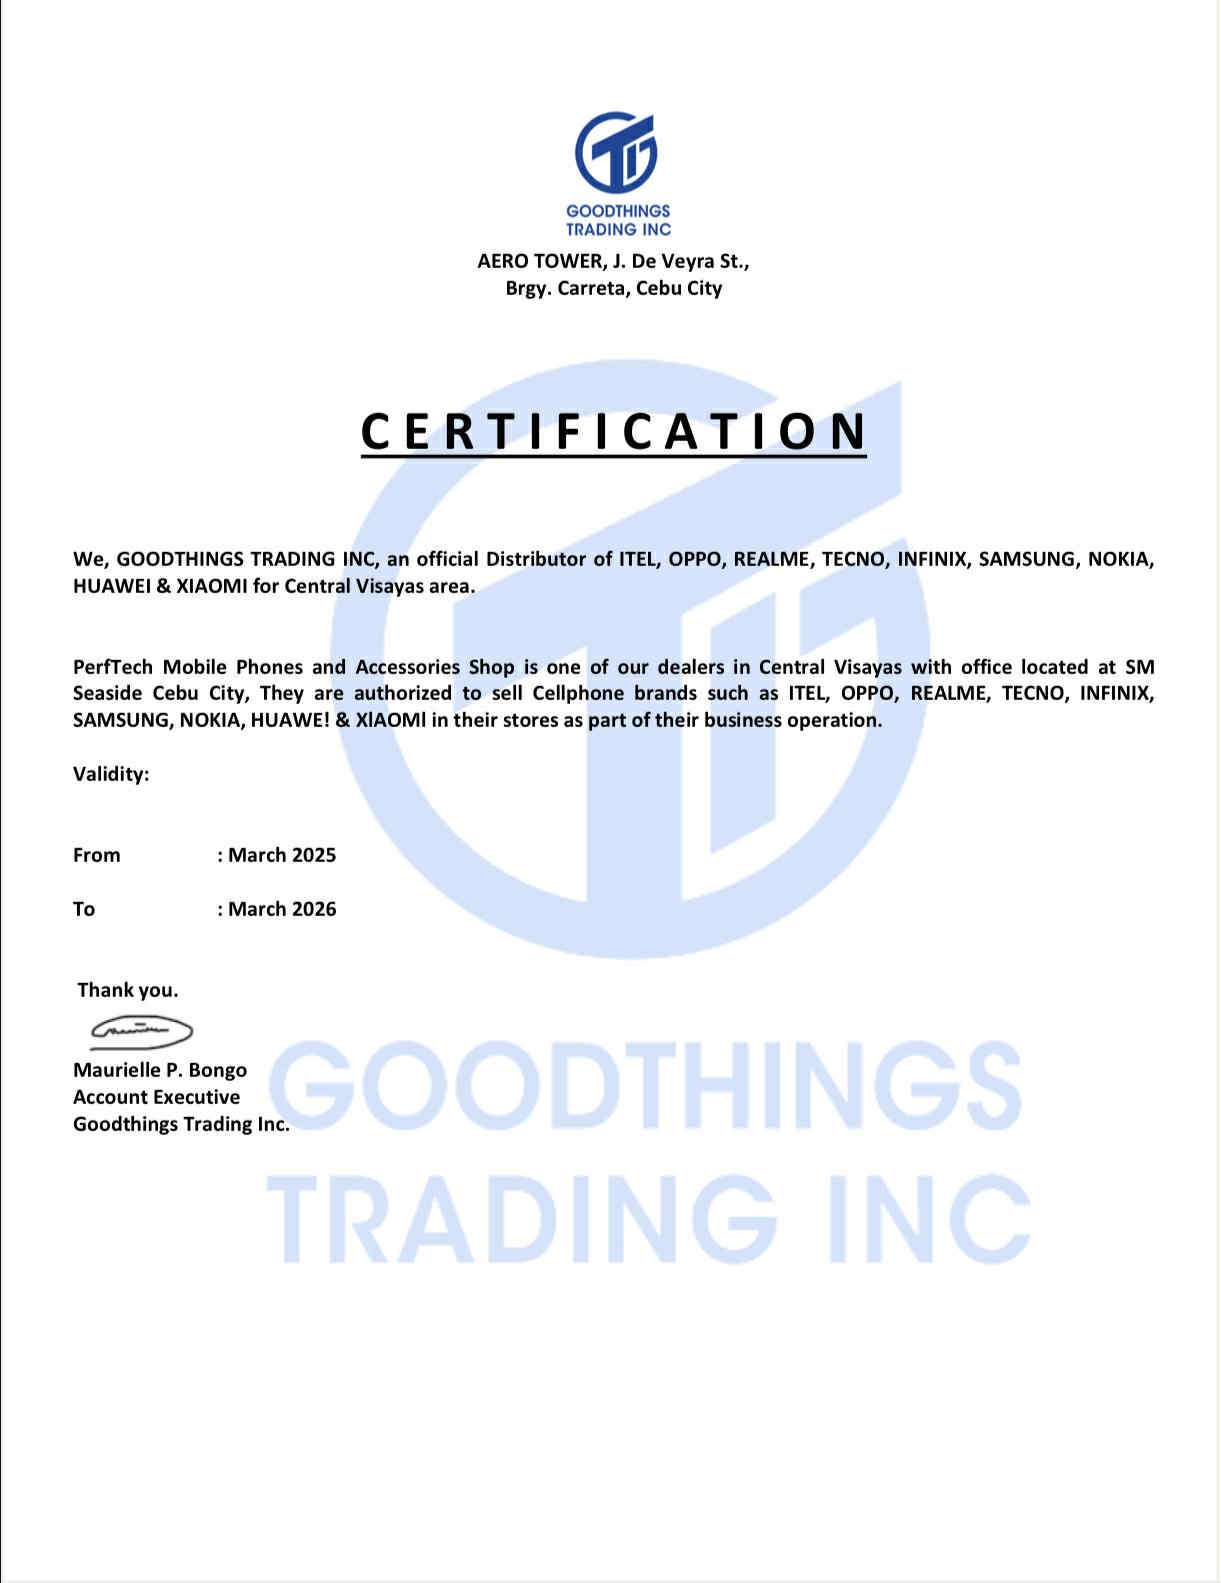 GOODTHINGS
TRADING INC
AERO TOWER, J. De Veyra St.,
Brgy. Carreta, Cebu City
CERTIFICATION
We, GOODTHINGS TRADING INC, an official Distributor of ITEL, OPPO, REALME, TECNO, INFINIX, SAMSUNG, NOKIA,
HUAWEI & XIAOMI for Central Visayas area.
PerfTech Mobile Phones and Accessories Shop is one of our dealers in Central Visayas with office located at SM
Seaside Cebu City, They are authorized to sell Cellphone brands such as ITEL, OPPO, REALME, TECNO, INFINIX,
SAMSUNG, NOKIA, HUAWE! & XlAOMl in their stores as part of their business operation.
Validity:
From : March 2025
To : March 2026
Thank you.
Maurielle P. Bongo
Account Executive
Goodthings Trading Inc.
GOODTHINGS
TRADING INC